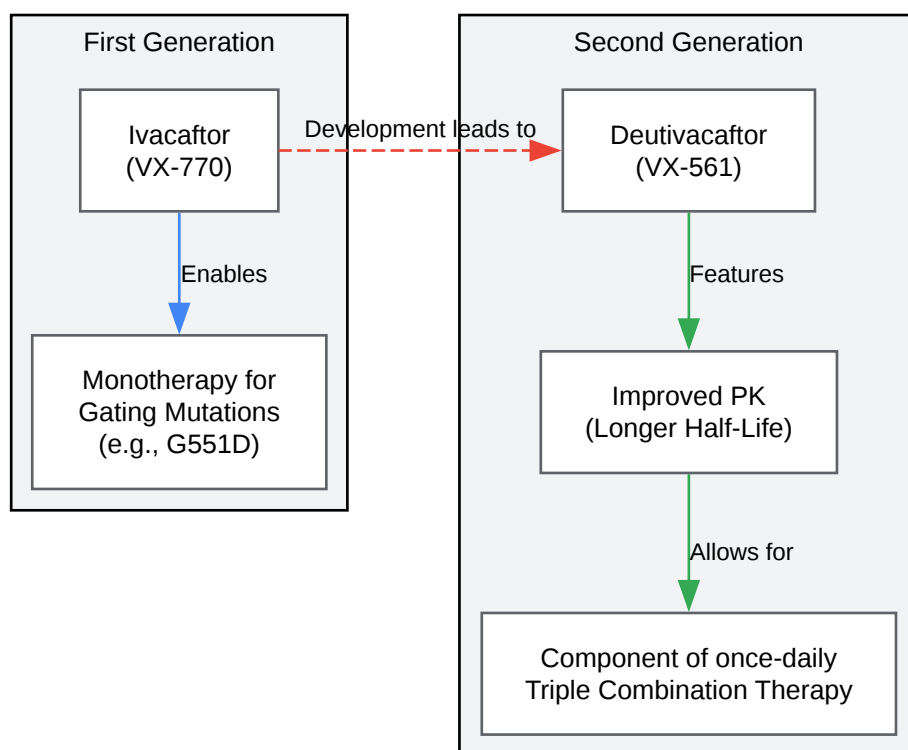 First Generation
Second Generation
Ivacaftor
(VX-770)
Development leads to
Deutivacaftor
(VX-561)
Enables
Features
Monotherapy for
Gating Mutations
(e.g., G551D)
Improved PK
(Longer Half-Life)
Allows for
Component of once-daily
Triple Combination Therapy